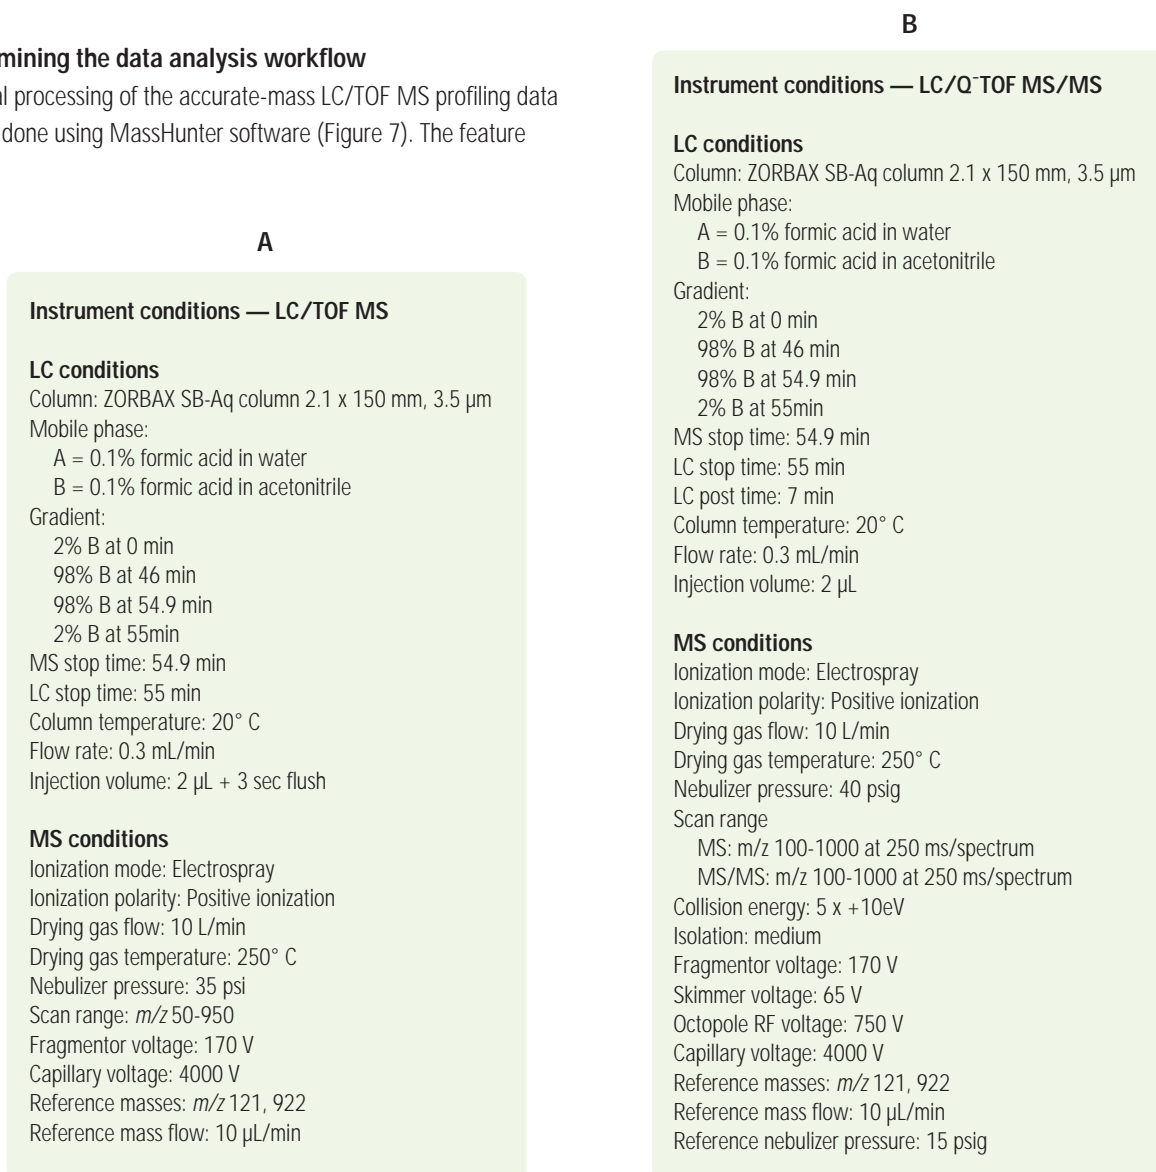 mining the data analysis workflow
al processing of the accurate-mass LC/TOF MS profiling data
done using MassHunter software (Figure 7). The feature
A
Instrument conditions — LC/TOF MS
LC conditions
Column: ZORBAX SB-Aq column 2.1 x 150 mm, 3.5 µm
Mobile phase:
A = 0.1% formic acid in water
B = 0.1% formic acid in acetonitrile
Gradient:
2% B at 0 min
98% B at 46 min
98% B at 54.9 min
2% B at 55min
MS stop time: 54.9 min
LC stop time: 55 min
Column temperature: 20° C
Flow rate: 0.3 mL/min
Injection volume: 2 µL + 3 sec flush
MS conditions
Ionization mode: Electrospray
Ionization polarity: Positive ionization
Drying gas flow: 10 L/min
Drying gas temperature: 250° C
Nebulizer pressure: 35 psi
Scan range: m/z 50-950
Fragmentor voltage: 170 V
Capillary voltage: 4000 V
Reference masses: m/z 121, 922
Reference mass flow: 10 µL/min
B
Instrument conditions — LC/Q-TOF MS/MS
LC conditions
Column: ZORBAX SB-Aq column 2.1 x 150 mm, 3.5 µm
Mobile phase:
A = 0.1% formic acid in water
B = 0.1% formic acid in acetonitrile
Gradient:
2% B at 0 min
98% B at 46 min
98% B at 54.9 min
2% B at 55min
MS stop time: 54.9 min
LC stop time: 55 min
LC post time: 7 min
Column temperature: 20° C
Flow rate: 0.3 mL/min
Injection volume: 2 µL
MS conditions
Ionization mode: Electrospray
Ionization polarity: Positive ionization
Drying gas flow: 10 L/min
Drying gas temperature: 250° C
Nebulizer pressure: 40 psig
Scan range
MS: m/z 100-1000 at 250 ms/spectrum
MS/MS: m/z 100-1000 at 250 ms/spectrum
Collision energy: 5 x +10eV
Isolation: medium
Fragmentor voltage: 170 V
Skimmer voltage: 65 V
Octopole RF voltage: 750 V
Capillary voltage: 4000 V
Reference masses: m/z 121, 922
Reference mass flow: 10 µL/min
Reference nebulizer pressure: 15 psig